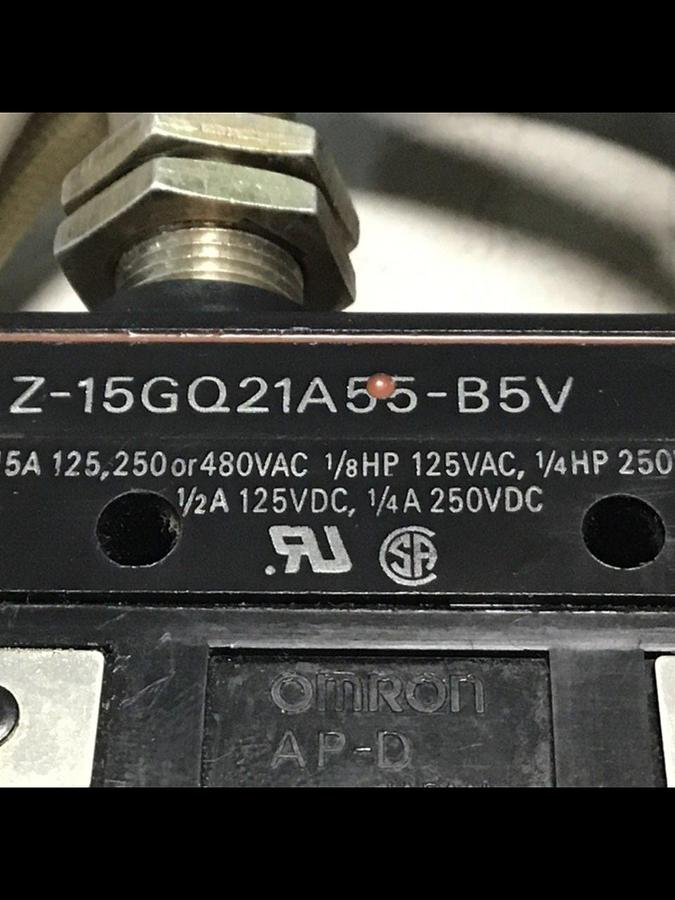 Z-15GQ21A55-B5V
5A 125,250 or 480VAC 1/8HP 125VAC, 1/4HP 250
1/2A 125VDC, 1/4A 250VDC
omron
AP-D